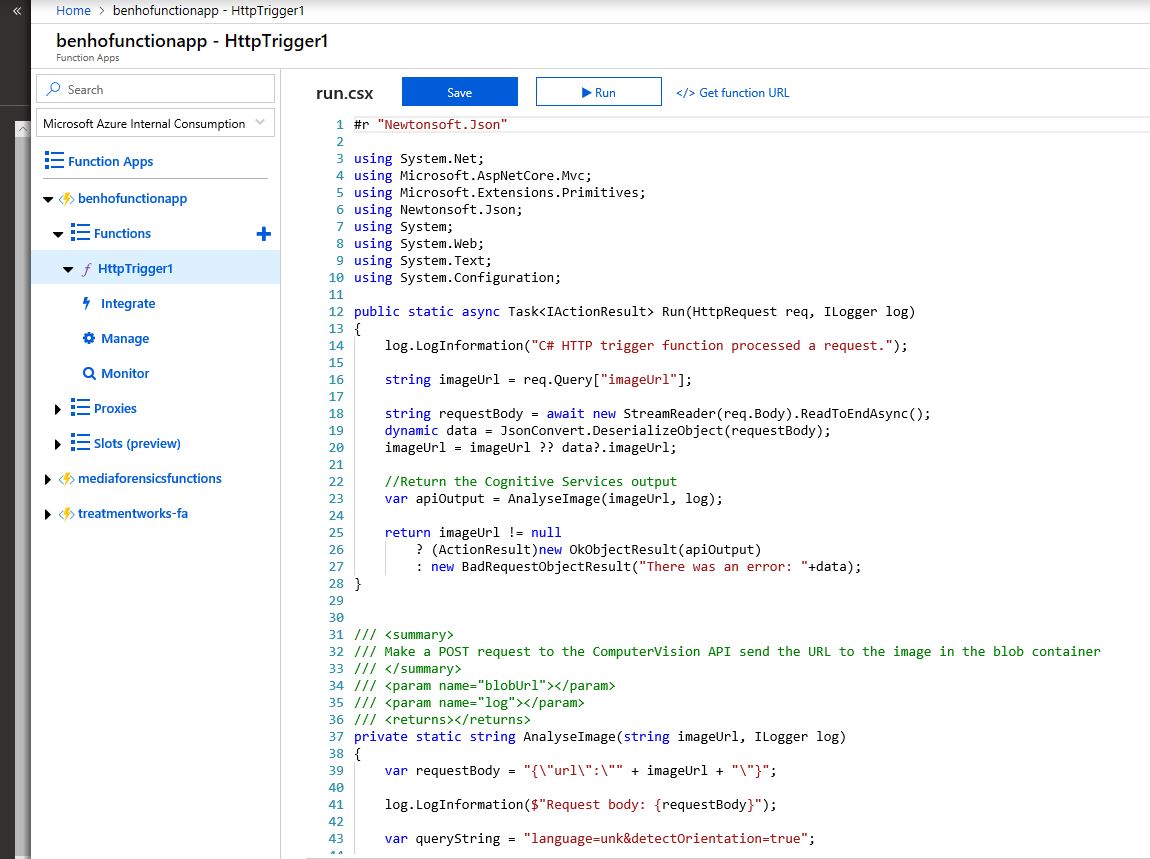 «
Home > benhofunctionapp - HttpTrigger1
benhofunctionapp - HttpTrigger1
Function Apps
Search
Microsoft Azure Internal Consumption
Function Apps
benhofunctionapp
Functions
HttpTrigger1
Integrate
Manage
Monitor
Proxies
Slots (preview)
mediaforensicsfunctions
treatmentworks-fa
run.csx Save Run </> Get function URL
1 #r "Newtonsoft.Json"
2
3 using System.Net;
4 using Microsoft.AspNetCore.Mvc;
5 using Microsoft.Extensions.Primitives;
6 using Newtonsoft.Json;
7 using System;
8 using System.Web;
9 using System.Text;
10 using System.Configuration;
11
12 public static async Task<IActionResult> Run(HttpRequest req, ILogger log)
13 {
14     log.LogInformation("C# HTTP trigger function processed a request.");
15
16     string imageUrl = req.Query["imageUrl"];
17
18     string requestBody = await new StreamReader(req.Body).ReadToEndAsync();
19     dynamic data = JsonConvert.DeserializeObject(requestBody);
20     imageUrl = imageUrl ?? data?.imageUrl;
21
22     //Return the Cognitive Services output
23     var apiOutput = AnalyseImage(imageUrl, log);
24
25     return imageUrl != null
26         ? (ActionResult)new OkObjectResult(apiOutput)
27         : new BadRequestObjectResult("There was an error: "+data);
28 }
29
30
31 /// <summary>
32 /// Make a POST request to the ComputerVision API send the URL to the image in the blob container
33 /// </summary>
34 /// <param name="blobUrl"></param>
35 /// <param name="log"></param>
36 /// <returns></returns>
37 private static string AnalyseImage(string imageUrl, ILogger log)
38 {
39     var requestBody = "{\"url\":\"" + imageUrl + "\"}";
40
41     log.LogInformation($"Request body: {requestBody}");
42
43     var queryString = "language=unk&detectOrientation=true";